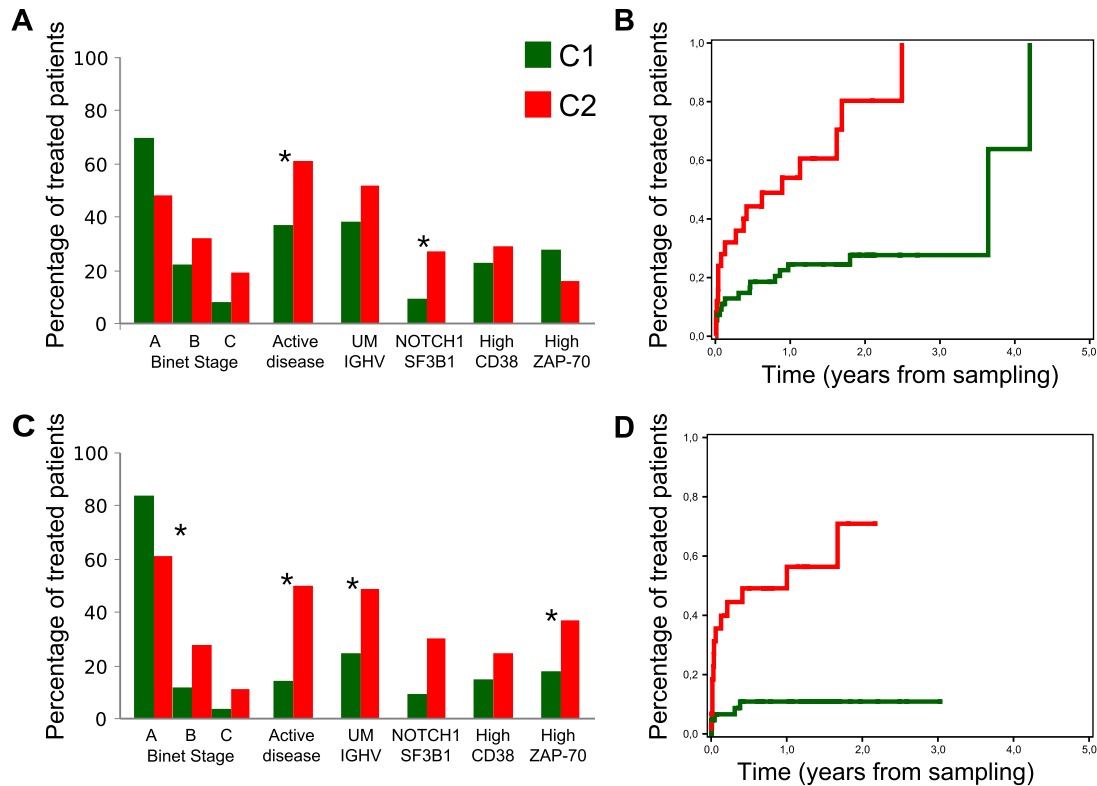 A
Percentage of treated patients
100
80
60
40
20
0
C1
C2
*
*
A B C
Binet Stage
Active
disease
UM
IGHV
NOTCH1
SF3B1
High
CD38
High
ZAP-70
B
Percentage of treated patients
1,0
0,8
0,6
0,4
0,2
0,0
0,0 1,0 2,0 3,0 4,0 5,0
Time (years from sampling)
C
Percentage of treated patients
100
80
60
40
20
0
*
*
*
*
A B C
Binet Stage
Active
disease
UM
IGHV
NOTCH1
SF3B1
High
CD38
High
ZAP-70
D
Percentage of treated patients
1,0
0,8
0,6
0,4
0,2
0,0
0,0 1,0 2,0 3,0 4,0 5,0
Time (years from sampling)